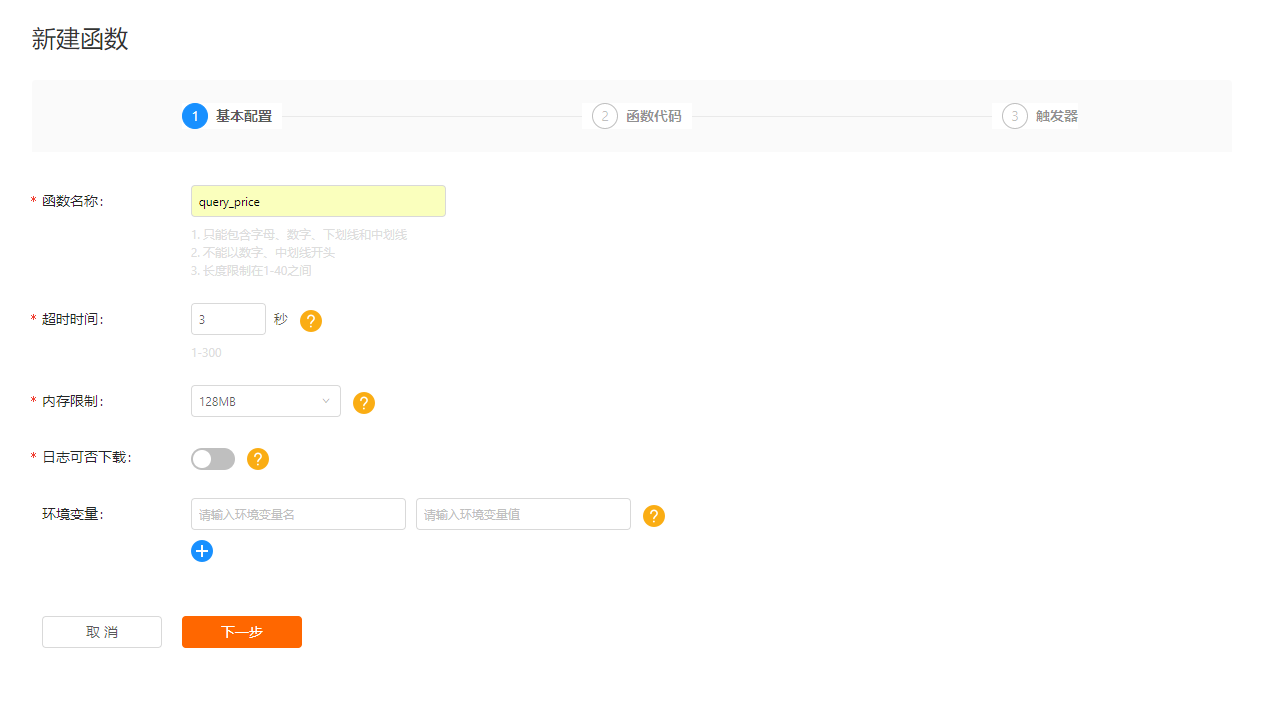 新建函数
1 基本配置 2 函数代码 3 触发器
* 函数名称: query_price
1. 只能包含字母、数字、下划线和中划线
2. 不能以数字、中划线开头
3. 长度限制在1-40之间
* 超时时间: 3 秒 ?
1-300
* 内存限制: 128MB ?
* 日志可否下载: ?
环境变量: 请输入环境变量名 请输入环境变量值 ?
取 消 下一步